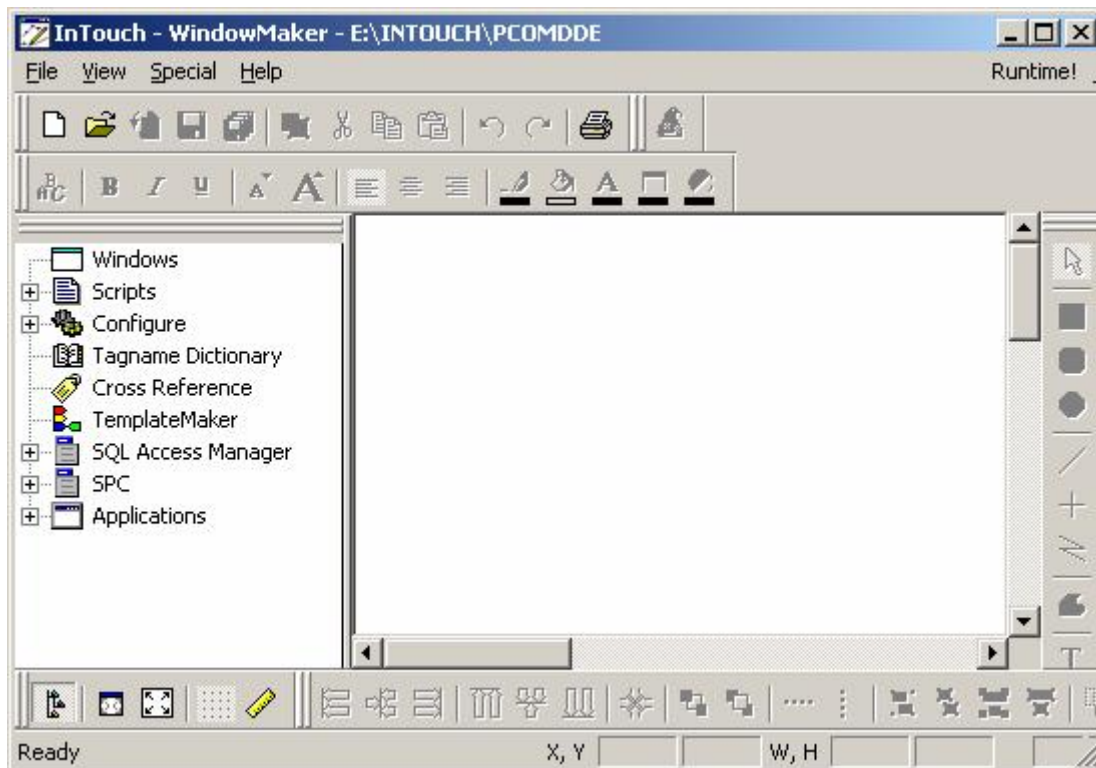 InTouch - WindowMaker - E:\INTOUCH\PCOMDDE
File View Special Help Runtime!
B I U A A A
Windows
Scripts
Configure
Tagname Dictionary
Cross Reference
TemplateMaker
SQL Access Manager
SPC
Applications
T
Ready X, Y W, H